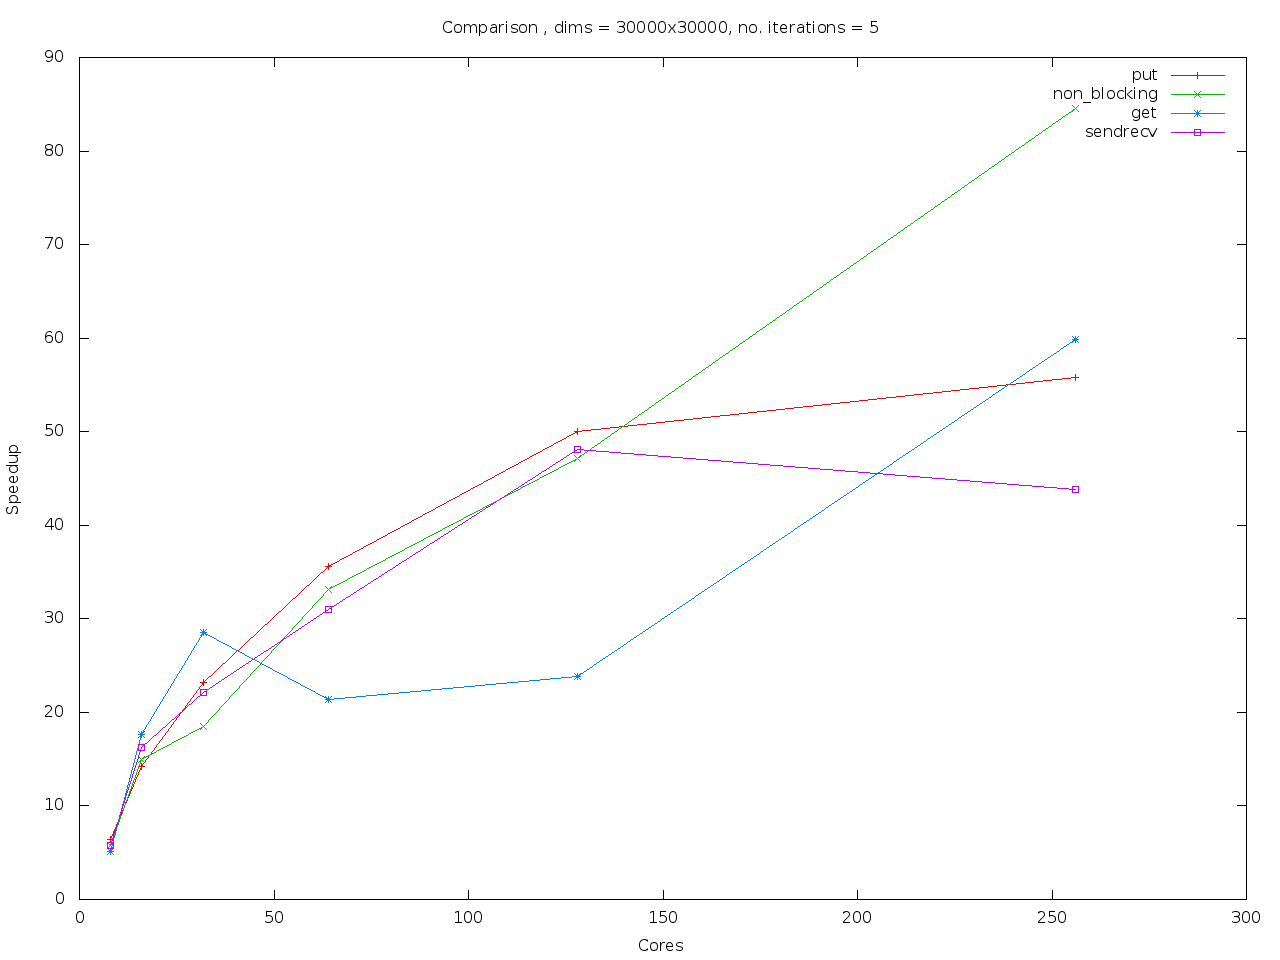 Comparison , dims = 30000x30000, no. iterations = 5
90
80
70
60
50
40
30
20
10
0
Speedup
put
non_blocking
get
sendrecv
0 50 100 150 200 250 300
Cores